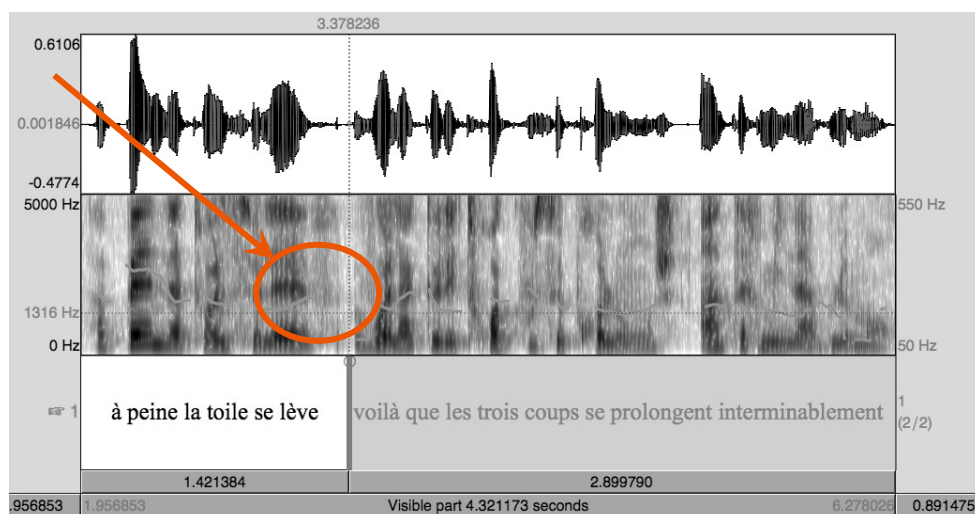 3.378236
0.6106
0.001846
-0.4774
5000 Hz 550 Hz
1316 Hz
0 Hz 50 Hz
☞ 1 à peine la toile se lève voilà que les trois coups se prolongent interminablement 1
(2/2)
1.421384 2.899790
.956853 1.956853 Visible part 4.321173 seconds 6.278026 0.891475